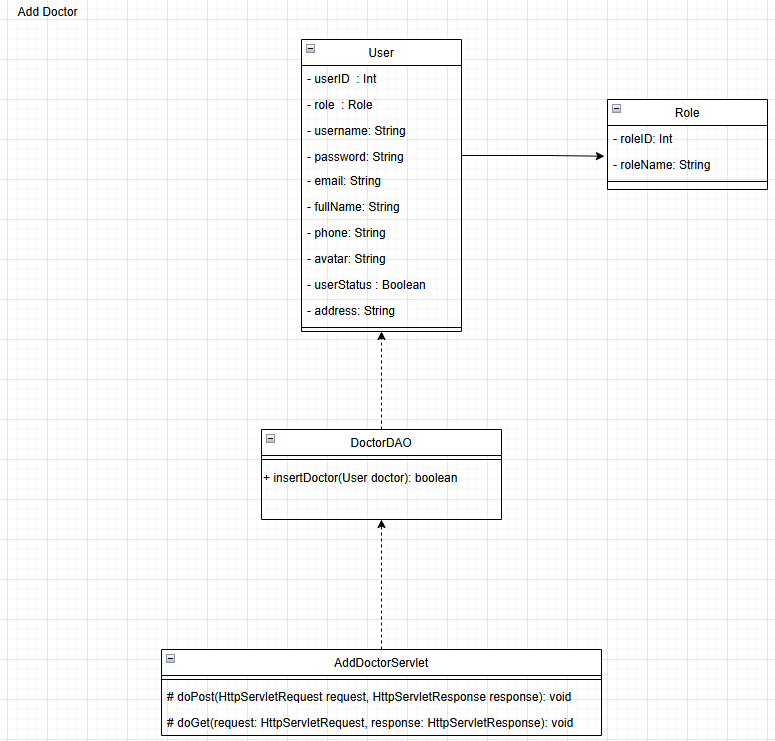 Add Doctor
User
- userID  : Int
- role  : Role
- username: String
- password: String
- email: String
- fullName: String
- phone: String
- avatar: String
- userStatus : Boolean
- address: String
Role
- roleID: Int
- roleName: String
DoctorDAO
+ insertDoctor(User doctor): boolean
AddDoctorServlet
# doPost(HttpServletRequest request, HttpServletResponse response): void
# doGet(request: HttpServletRequest, response: HttpServletResponse): void